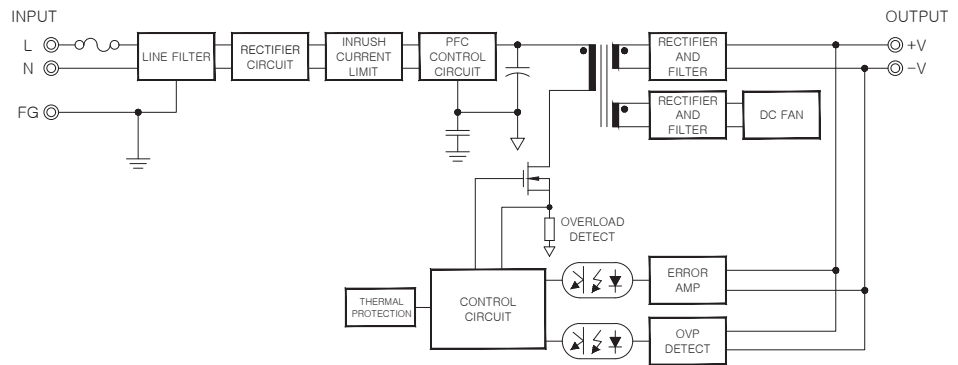 INPUT
OUTPUT
L
N
FG
LINE FILTER
RECTIFIER
CIRCUIT
INRUSH
CURRENT
LIMIT
PFC
CONTROL
CIRCUIT
RECTIFIER
AND
FILTER
+V
-V
RECTIFIER
AND
FILTER
DC FAN
OVERLOAD
DETECT
THERMAL
PROTECTION
CONTROL
CIRCUIT
ERROR
AMP
OVP
DETECT